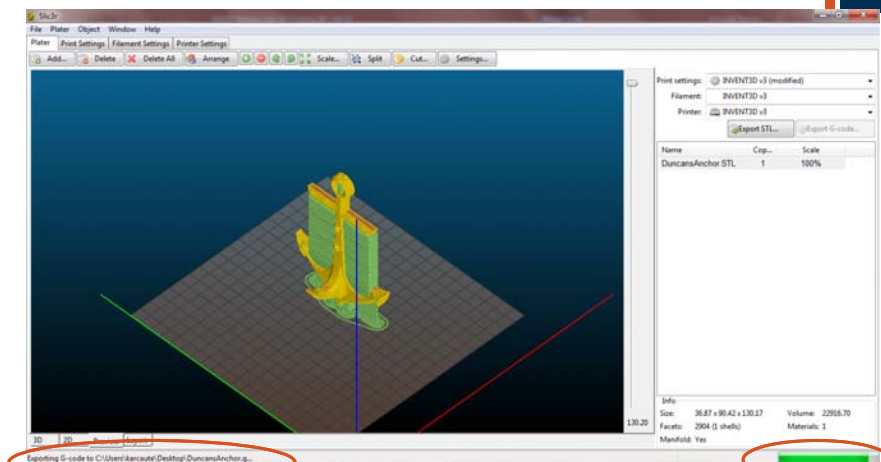 Slic3r
File Plater Object Window Help
Plater Print Settings Filament Settings Printer Settings
Add... Delete Delete All Arrange Scale... Split Cut... Settings...
Print settings: INVENT3D v3 (modified)
Filament: INVENT3D v3
Printer: INVENT3D v3
Export STL... Export G-code...
Name Cop... Scale
DuncansAnchor.STL 1 100%
130.20
Info
Size: 36.87 x 90.42 x 130.17 Volume: 22916.70
Facets: 2904 (1 shells) Materials: 1
Manifold: Yes
3D 2D
Exporting G-code to C:\Users\karcaute\Desktop\DuncansAnchor.g...